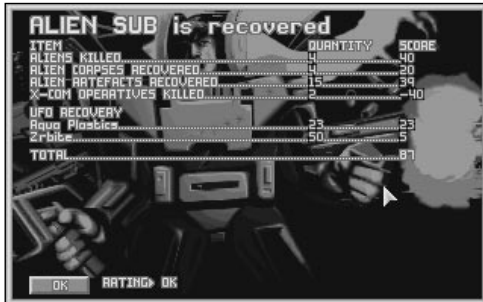 ALIEN SUB is recovered
ITEM QUANTITY SCORE
ALIENS KILLED 4 40
ALIEN CORPSES RECOVERED 4 20
ALIEN ARTEFACTS RECOVERED 15 39
X-COM OPERATIVES KILLED 2 -40
UFO RECOVERY
Aqua Plastics 23 23
Zrbite 50 5
TOTAL 87
OK RATING> OK